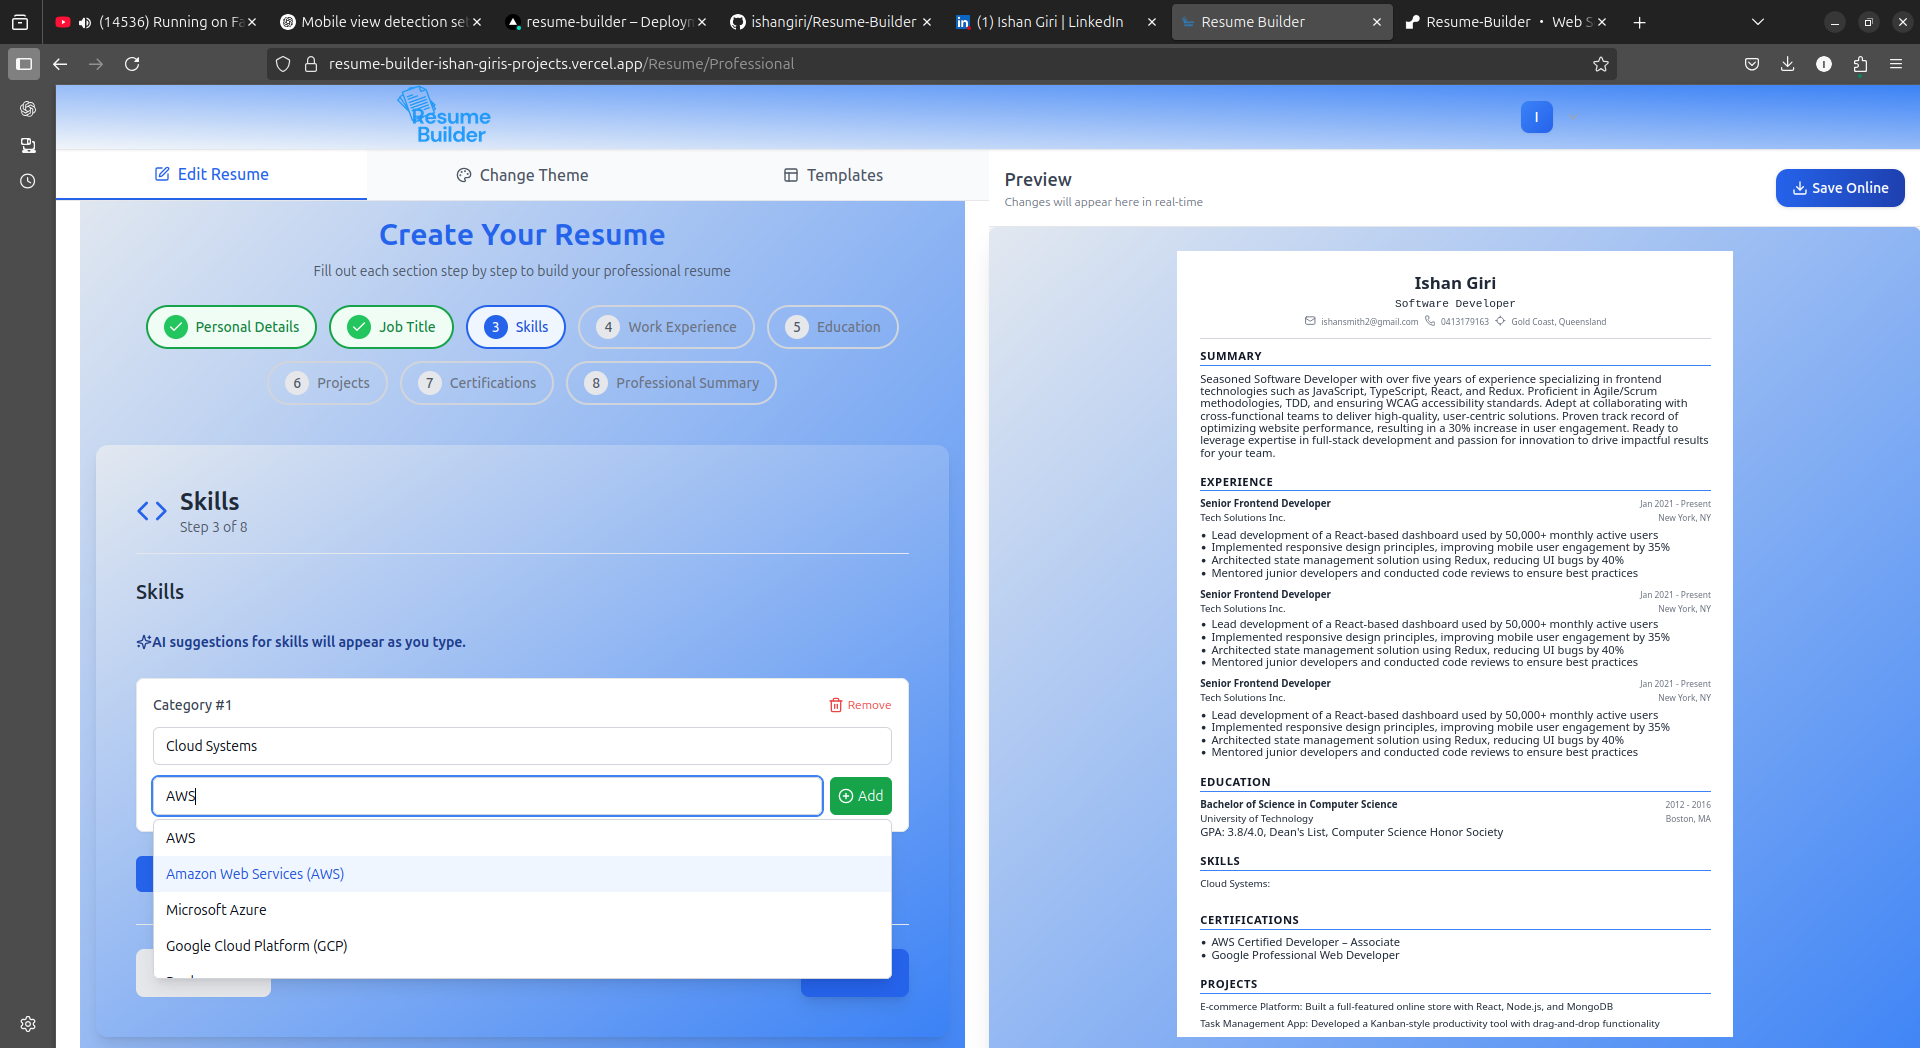 (14536) Running on Fa
Mobile view detection set
resume-builder – Deployn
ishangiri/Resume-Builder
(1) Ishan Giri | LinkedIn
Resume Builder
Resume-Builder • Web S
resume-builder-ishan-giris-projects.vercel.app/Resume/Professional
Resume
Builder
I
Edit Resume
Change Theme
Templates
Create Your Resume
Fill out each section step by step to build your professional resume
Personal Details
Job Title
3 Skills
4 Work Experience
5 Education
6 Projects
7 Certifications
8 Professional Summary
Skills
Step 3 of 8
Skills
AI suggestions for skills will appear as you type.
Category #1
Remove
Cloud Systems
AWS
Add
AWS
Amazon Web Services (AWS)
Microsoft Azure
Google Cloud Platform (GCP)
Preview
Changes will appear here in real-time
Save Online
Ishan Giri
Software Developer
ishansmith2@gmail.com 0413179163 Gold Coast, Queensland
SUMMARY
Seasoned Software Developer with over five years of experience specializing in frontend
technologies such as JavaScript, TypeScript, React, and Redux. Proficient in Agile/Scrum
methodologies, TDD, and ensuring WCAG accessibility standards. Adept at collaborating with
cross-functional teams to deliver high-quality, user-centric solutions. Proven track record of
optimizing website performance, resulting in a 30% increase in user engagement. Ready to
leverage expertise in full-stack development and passion for innovation to drive impactful results
for your team.
EXPERIENCE
Senior Frontend Developer Jan 2021 - Present
Tech Solutions Inc. New York, NY
• Lead development of a React-based dashboard used by 50,000+ monthly active users
• Implemented responsive design principles, improving mobile user engagement by 35%
• Architected state management solution using Redux, reducing UI bugs by 40%
• Mentored junior developers and conducted code reviews to ensure best practices
Senior Frontend Developer Jan 2021 - Present
Tech Solutions Inc. New York, NY
• Lead development of a React-based dashboard used by 50,000+ monthly active users
• Implemented responsive design principles, improving mobile user engagement by 35%
• Architected state management solution using Redux, reducing UI bugs by 40%
• Mentored junior developers and conducted code reviews to ensure best practices
Senior Frontend Developer Jan 2021 - Present
Tech Solutions Inc. New York, NY
• Lead development of a React-based dashboard used by 50,000+ monthly active users
• Implemented responsive design principles, improving mobile user engagement by 35%
• Architected state management solution using Redux, reducing UI bugs by 40%
• Mentored junior developers and conducted code reviews to ensure best practices
EDUCATION
Bachelor of Science in Computer Science 2012 - 2016
University of Technology Boston, MA
GPA: 3.8/4.0, Dean's List, Computer Science Honor Society
SKILLS
Cloud Systems:
CERTIFICATIONS
• AWS Certified Developer – Associate
• Google Professional Web Developer
PROJECTS
E-commerce Platform: Built a full-featured online store with React, Node.js, and MongoDB
Task Management App: Developed a Kanban-style productivity tool with drag-and-drop functionality